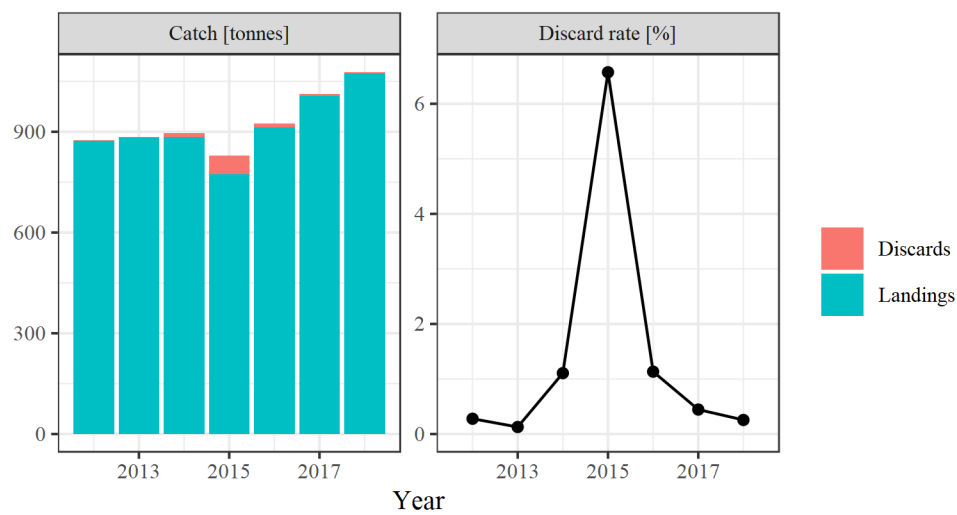 Catch [tonnes]
Discard rate [%]
900
600
300
0
6
4
2
0
2013 2015 2017
2013 2015 2017
Year
Discards
Landings